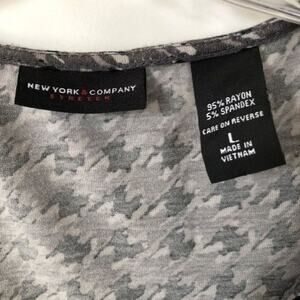 NEW YORK & COMPANY
STRETCH
95% RAYON
5% SPANDEX
CARE ON REVERSE
L
MADE IN
VIETNAM